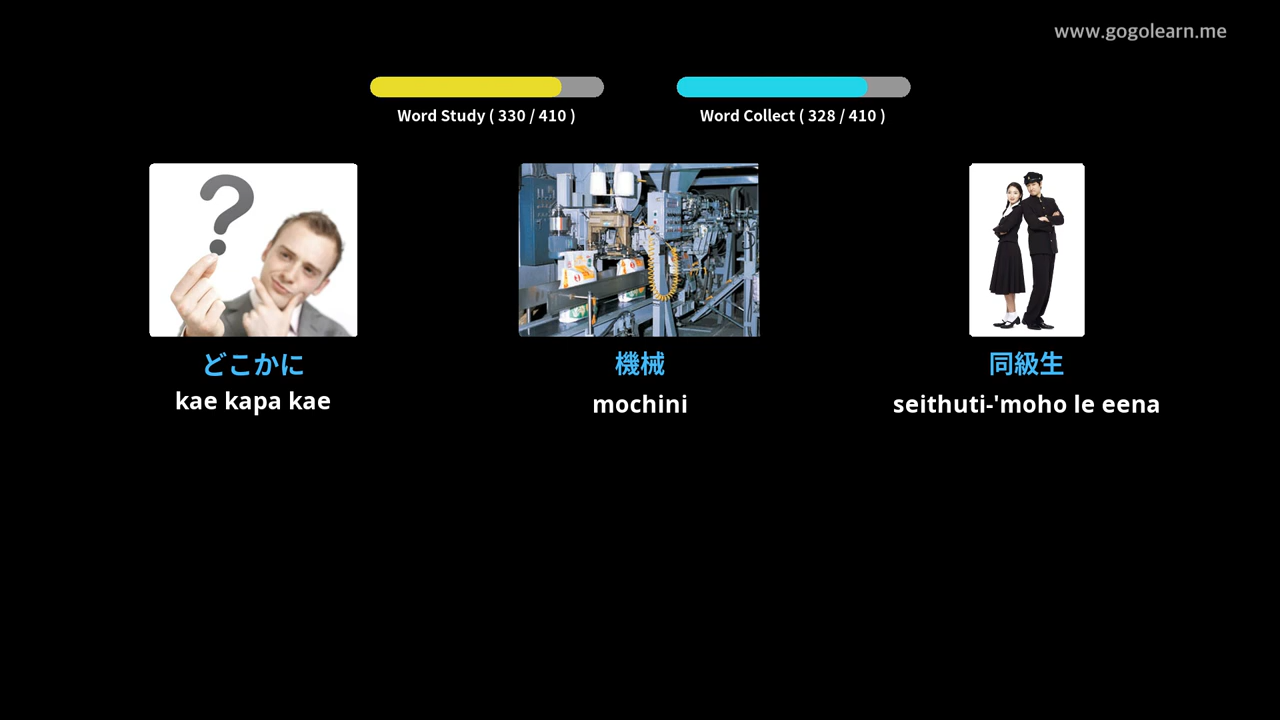 www.gogolearn.me
Word Study ( 330 / 410 )
Word Collect ( 328 / 410 )
どこかに
機械
同級生
kae kapa kae
mochini
seithuti-'moho le eena